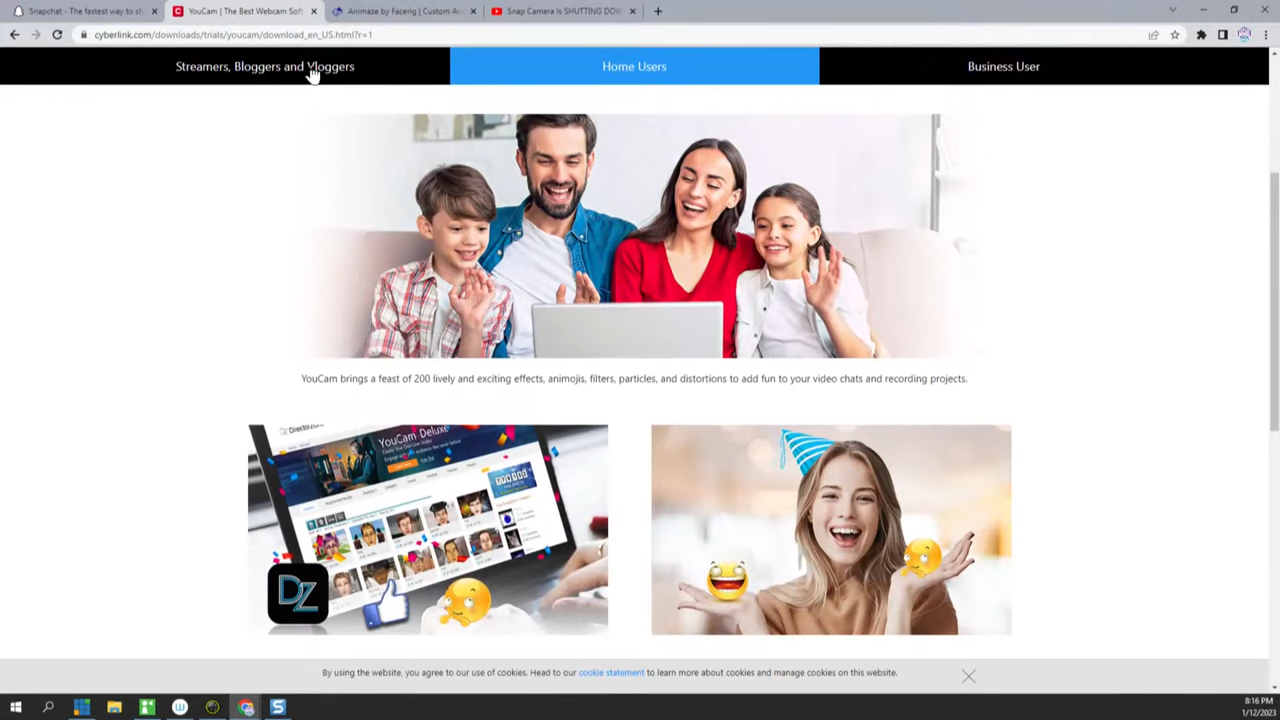 Snapchat - The fastest way to sh
YouCam | The Best Webcam Soft
Animaze by Facerig | Custom Av
Snap Camera Is SHUTTING DOW
cyberlink.com/downloads/trials/youcam/download_en_US.html?r=1
Streamers, Bloggers and Vloggers
Home Users
Business User
YouCam brings a feast of 200 lively and exciting effects, animojis, filters, particles, and distortions to add fun to your video chats and recording projects.
YouCam Deluxe
DZ
By using the website, you agree to our use of cookies. Head to our cookie statement to learn more about cookies and manage cookies on this website.
8:16 PM
1/12/2023